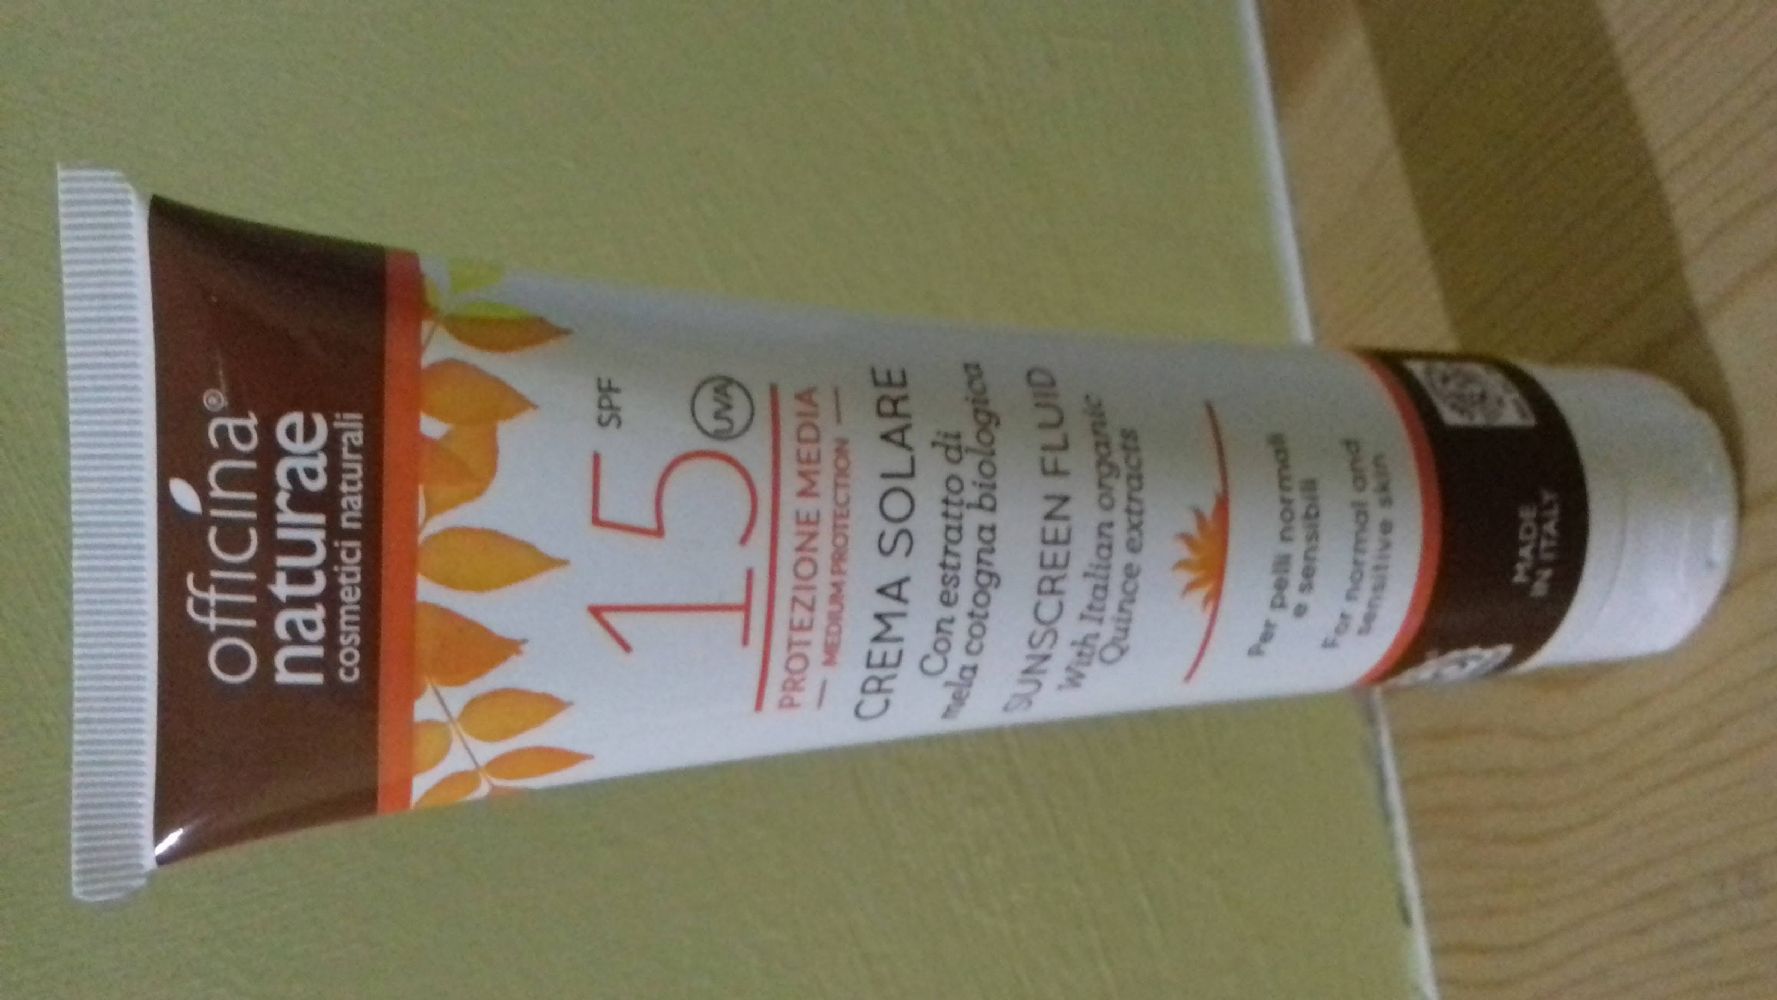 officina®
naturae
cosmetici naturali
15 SPF
UVA
PROTEZIONE MEDIA
— MEDIUM PROTECTION —
CREMA SOLARE
Con estratto di
mela cotogna biologica
SUNSCREEN FLUID
With Italian organic
Quince extracts
Per pelli normali
e sensibili
For normal and
sensitive skin
MADE
IN ITALY